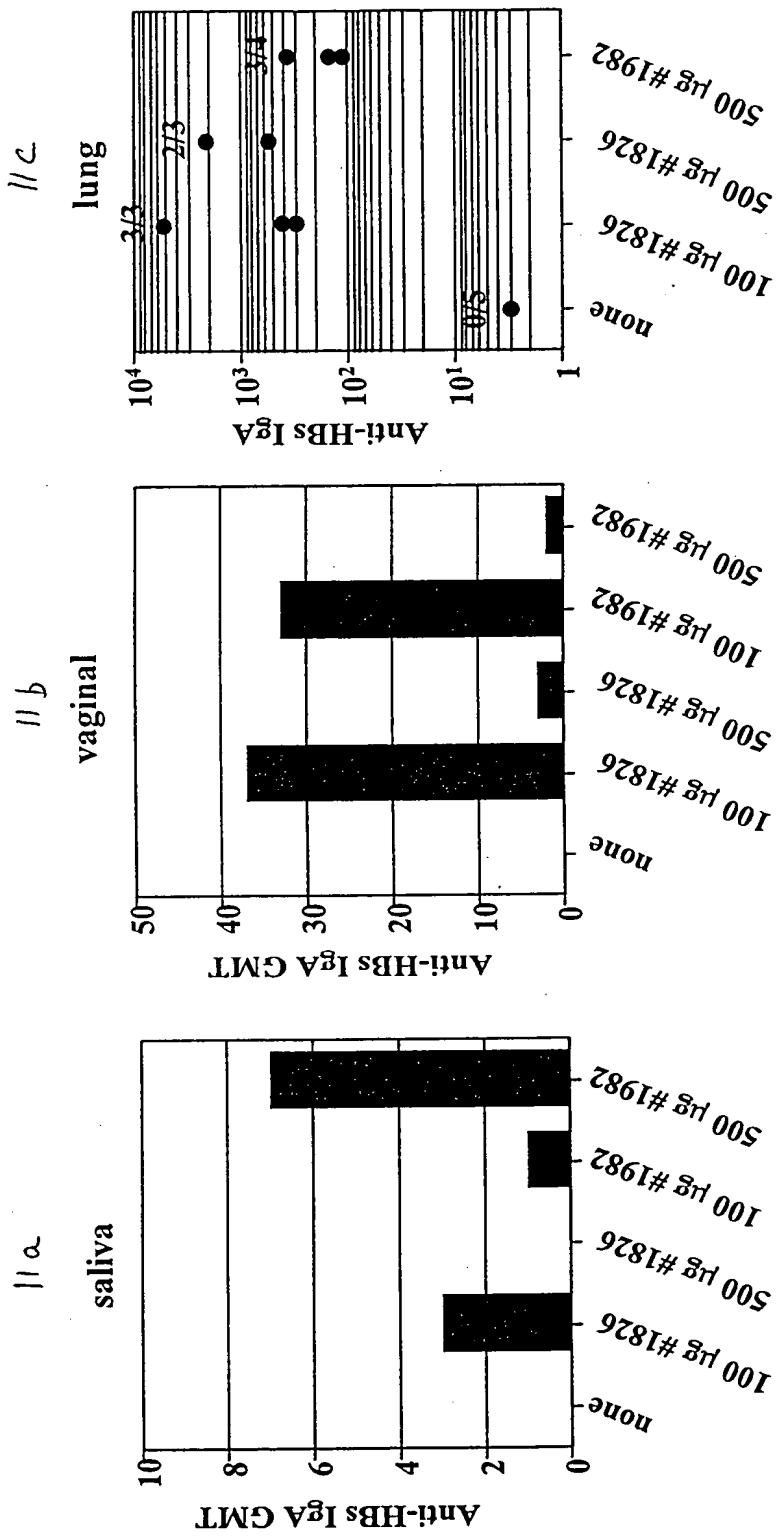 11a
saliva
Anti-HBs IgA GMT
10
8
6
4
2
0
none
100 µg #1826
500 µg #1826
100 µg #1982
500 µg #1982
11b
vaginal
Anti-HBs IgA GMT
50
40
30
20
10
0
none
100 µg #1826
500 µg #1826
100 µg #1982
500 µg #1982
11c
lung
Anti-HBs IgA
10⁴
10³
10²
10¹
1
0/5
3/3
2/3
3/4
none
100 µg #1826
500 µg #1826
500 µg #1982